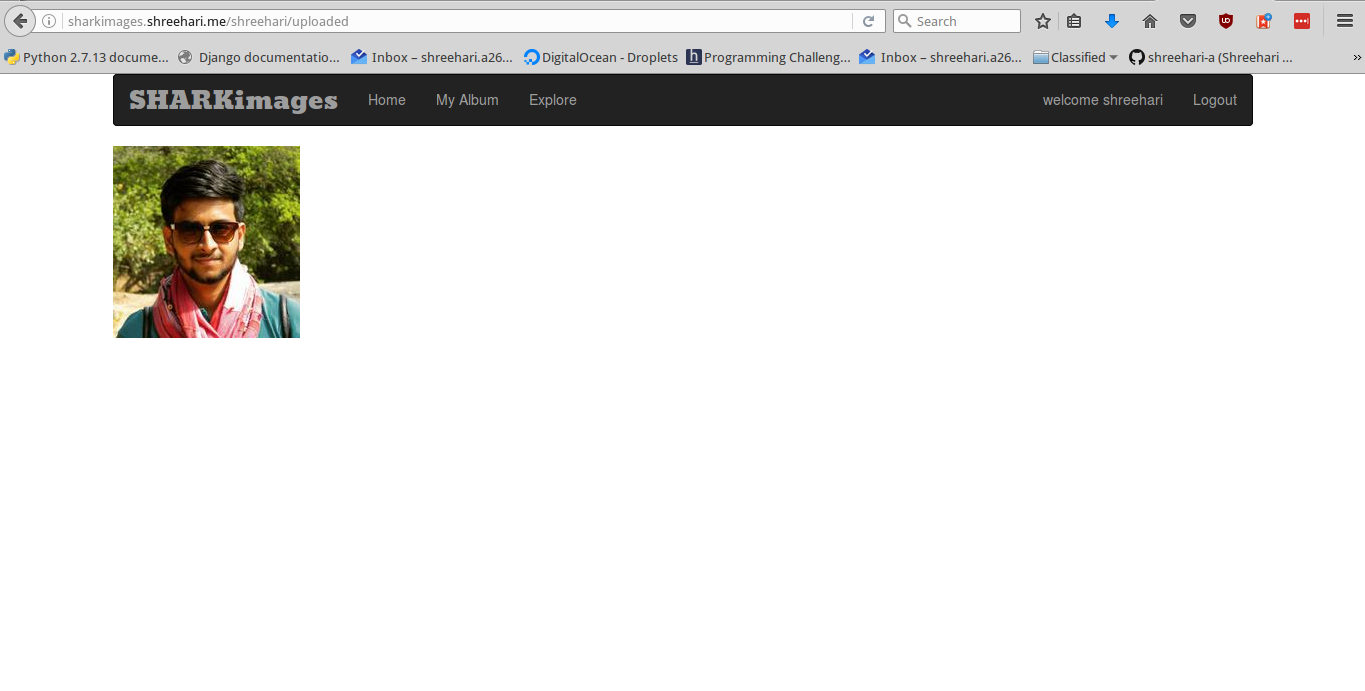 sharkimages.shreehari.me/shreehari/uploaded Search
Python 2.7.13 docume... Django documentatio... Inbox – shreehari.a26... DigitalOcean - Droplets Programming Challeng... Inbox – shreehari.a26... Classified shreehari-a (Shreehari ... »
SHARKimages Home My Album Explore welcome shreehari Logout